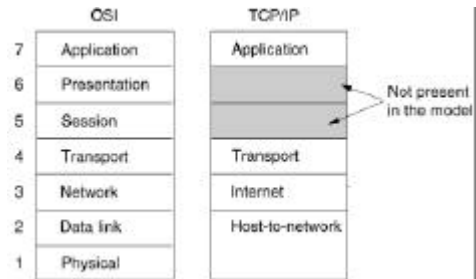 OSI TCP/IP
7 Application Application
6 Presentation
Not present
in the model
5 Session
4 Transport Transport
3 Network Internet
2 Data link Host-to-network
1 Physical